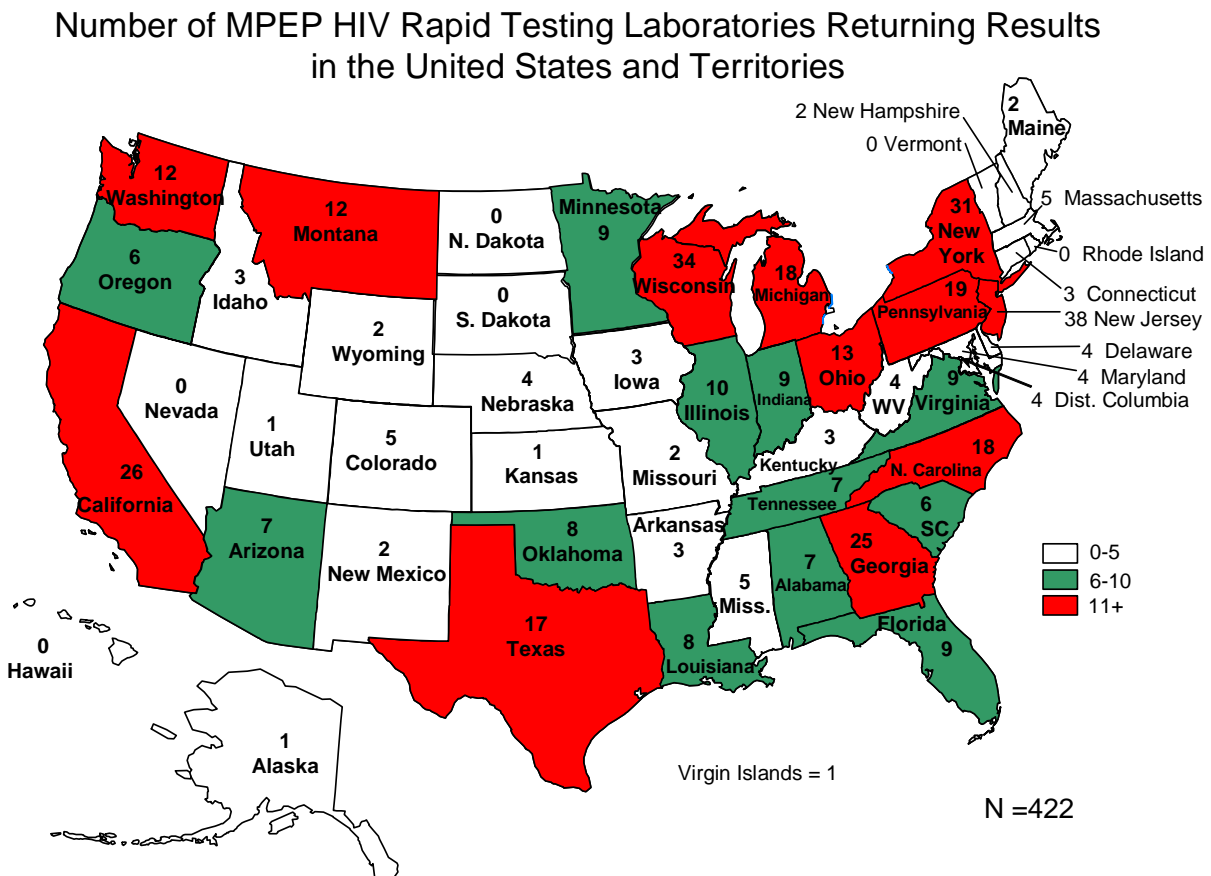 Number of MPEP HIV Rapid Testing Laboratories Returning Results
in the United States and Territories
2 New Hampshire
0 Vermont
2
Maine
5 Massachusetts
0 Rhode Island
3 Connecticut
38 New Jersey
4 Delaware
4 Maryland
4 Dist. Columbia
12
Washington
12
Montana
0
N. Dakota
Minnesota
9
6
Oregon
3
Idaho
0
S. Dakota
34
Wisconsin
18
Michigan
31
New
York
19
Pennsylvania
2
Wyoming
3
Iowa
13
Ohio
0
Nevada
4
Nebraska
10
Illinois
9
Indiana
4
WV
9
Virginia
1
Utah
5
Colorado
1
Kansas
2
Missouri
3
Kentucky
26
California
18
N. Carolina
7
Tennessee
7
Arizona
2
New Mexico
8
Oklahoma
Arkansas
3
6
SC
5
Miss.
7
Alabama
25
Georgia
17
Texas
8
Louisiana
Florida
9
0-5
6-10
11+
0
Hawaii
1
Alaska
Virgin Islands = 1
N =422